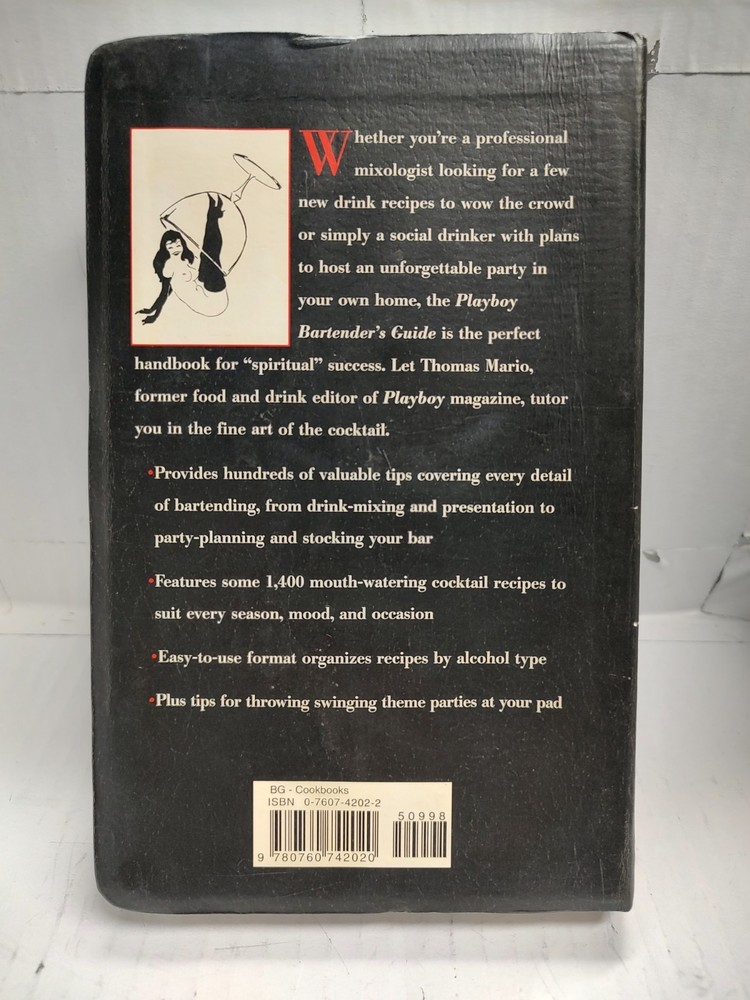 Whether you're a professional
mixologist looking for a few
new drink recipes to wow the crowd
or simply a social drinker with plans
to host an unforgettable party in
your own home, the Playboy
Bartender's Guide is the perfect
handbook for “spiritual” success. Let Thomas Mario,
former food and drink editor of Playboy magazine, tutor
you in the fine art of the cocktail.
•Provides hundreds of valuable tips covering every detail
of bartending, from drink-mixing and presentation to
party-planning and stocking your bar
•Features some 1,400 mouth-watering cocktail recipes to
suit every season, mood, and occasion
•Easy-to-use format organizes recipes by alcohol type
•Plus tips for throwing swinging theme parties at your pad
BG - Cookbooks
ISBN 0-7607-4202-2
50998
9 780760 742020